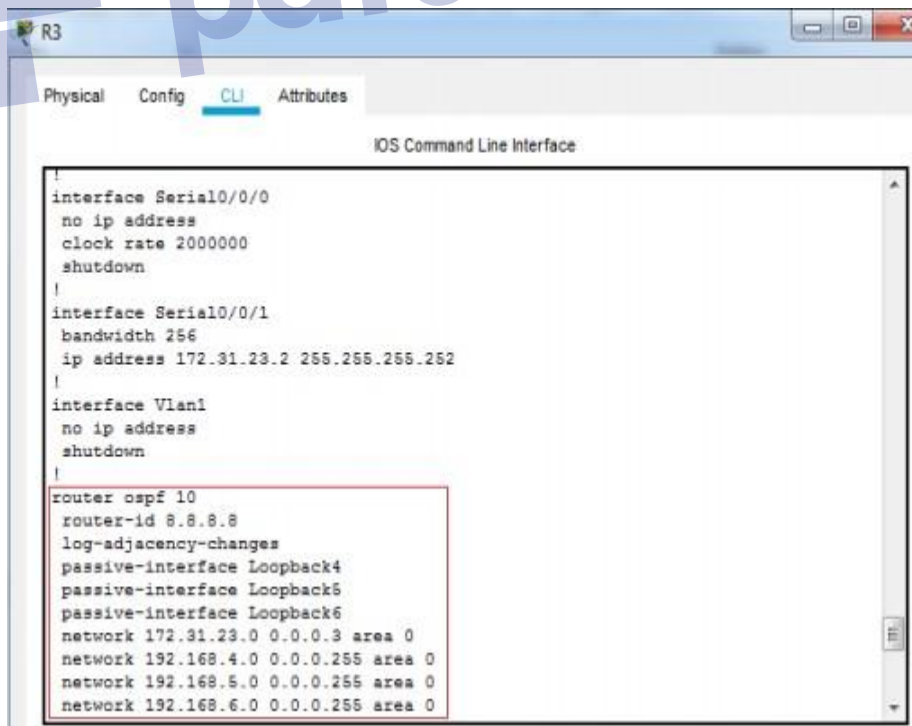 R3
Physical Config CLI Attributes
IOS Command Line Interface
!
interface Serial0/0/0
 no ip address
 clock rate 2000000
 shutdown
!
interface Serial0/0/1
 bandwidth 256
 ip address 172.31.23.2 255.255.255.252
!
interface Vlan1
 no ip address
 shutdown
!
router ospf 10
 router-id 8.8.8.8
 log-adjacency-changes
 passive-interface Loopback4
 passive-interface Loopback5
 passive-interface Loopback6
 network 172.31.23.0 0.0.0.3 area 0
 network 192.168.4.0 0.0.0.255 area 0
 network 192.168.5.0 0.0.0.255 area 0
 network 192.168.6.0 0.0.0.255 area 0